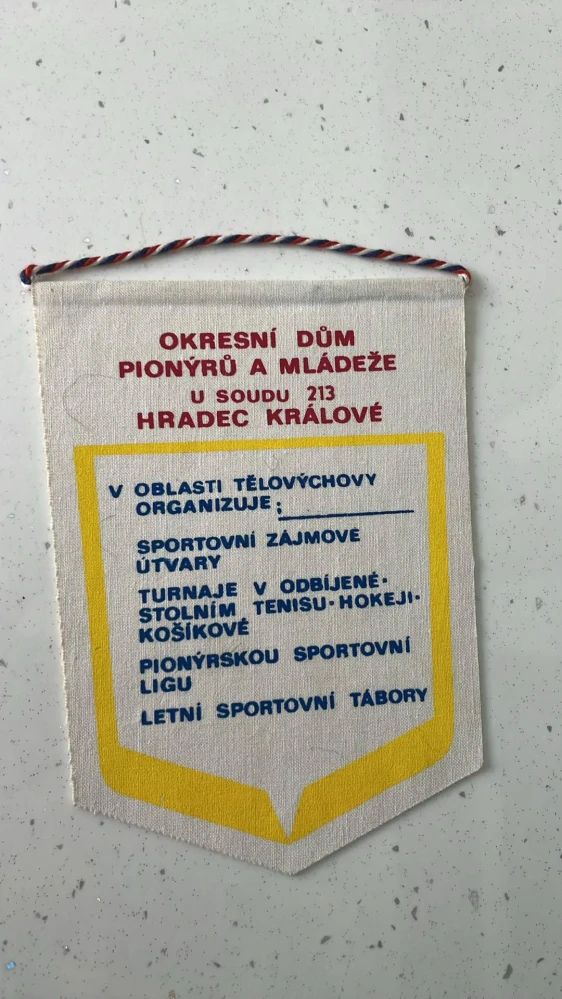 OKRESNÍ DŮM
PIONÝRŮ A MLÁDEŽE
U SOUDU 213
HRADEC KRÁLOVÉ
V OBLASTI TĚLOVÝCHOVY
ORGANIZUJE:
SPORTOVNÍ ZÁJMOVÉ
ÚTVARY
TURNAJE V ODBÍJENÉ·
STOLNÍM TENISU·HOKEJI·
KOŠÍKOVÉ
PIONÝRSKOU SPORTOVNÍ
LIGU
LETNÍ SPORTOVNÍ TÁBORY